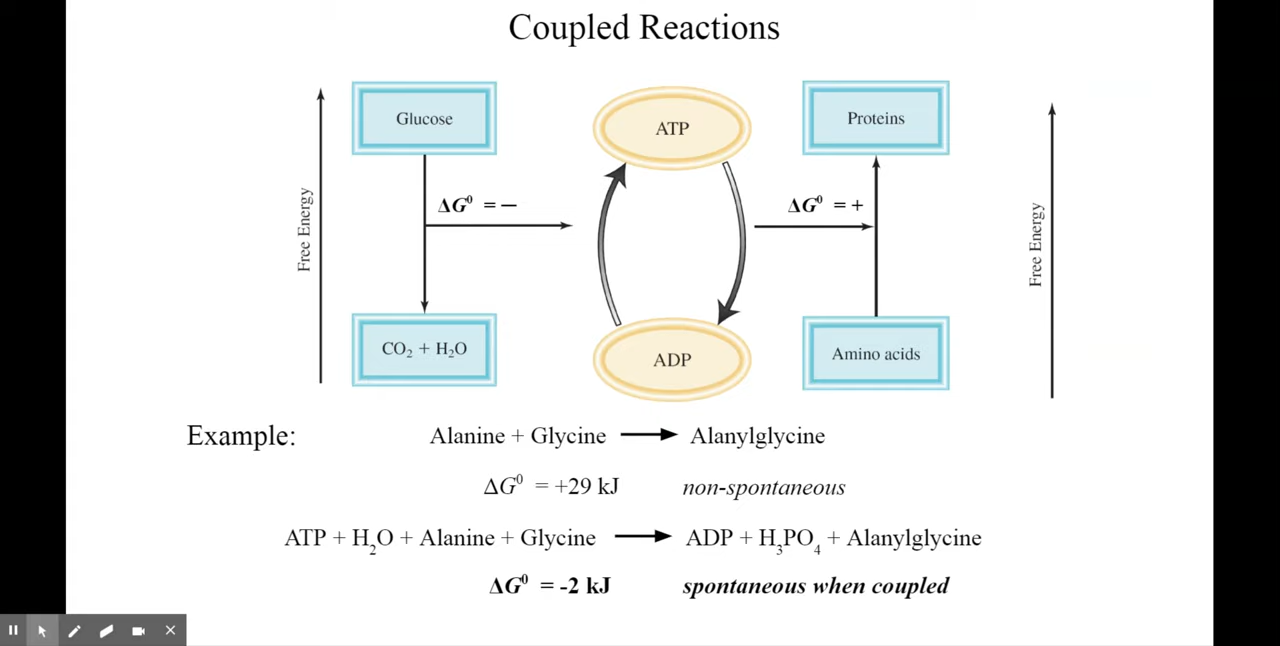 Coupled Reactions
Glucose
ATP
Proteins
ΔG⁰ = –
ΔG⁰ = +
Free Energy
Free Energy
CO₂ + H₂O
ADP
Amino acids
Example:
Alanine + Glycine → Alanylglycine
ΔG⁰ = +29 kJ non-spontaneous
ATP + H₂O + Alanine + Glycine → ADP + H₃PO₄ + Alanylglycine
ΔG⁰ = -2 kJ spontaneous when coupled